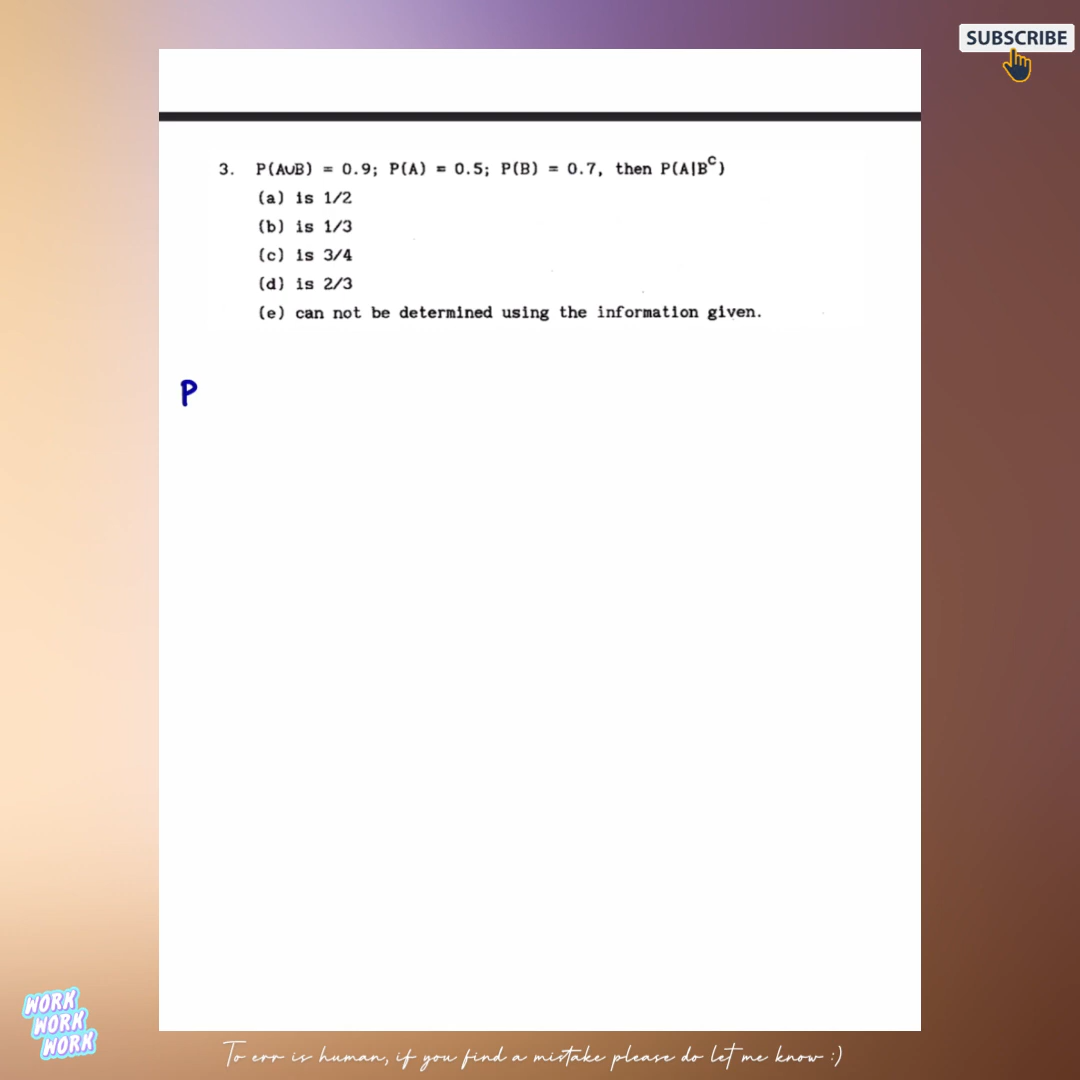 SUBSCRIBE
3. P(A∪B) = 0.9; P(A) = 0.5; P(B) = 0.7, then P(A|Bᶜ)
(a) is 1/2
(b) is 1/3
(c) is 3/4
(d) is 2/3
(e) can not be determined using the information given.
P
WORK
WORK
WORK
To err is human, if you find a mistake please do let me know :)